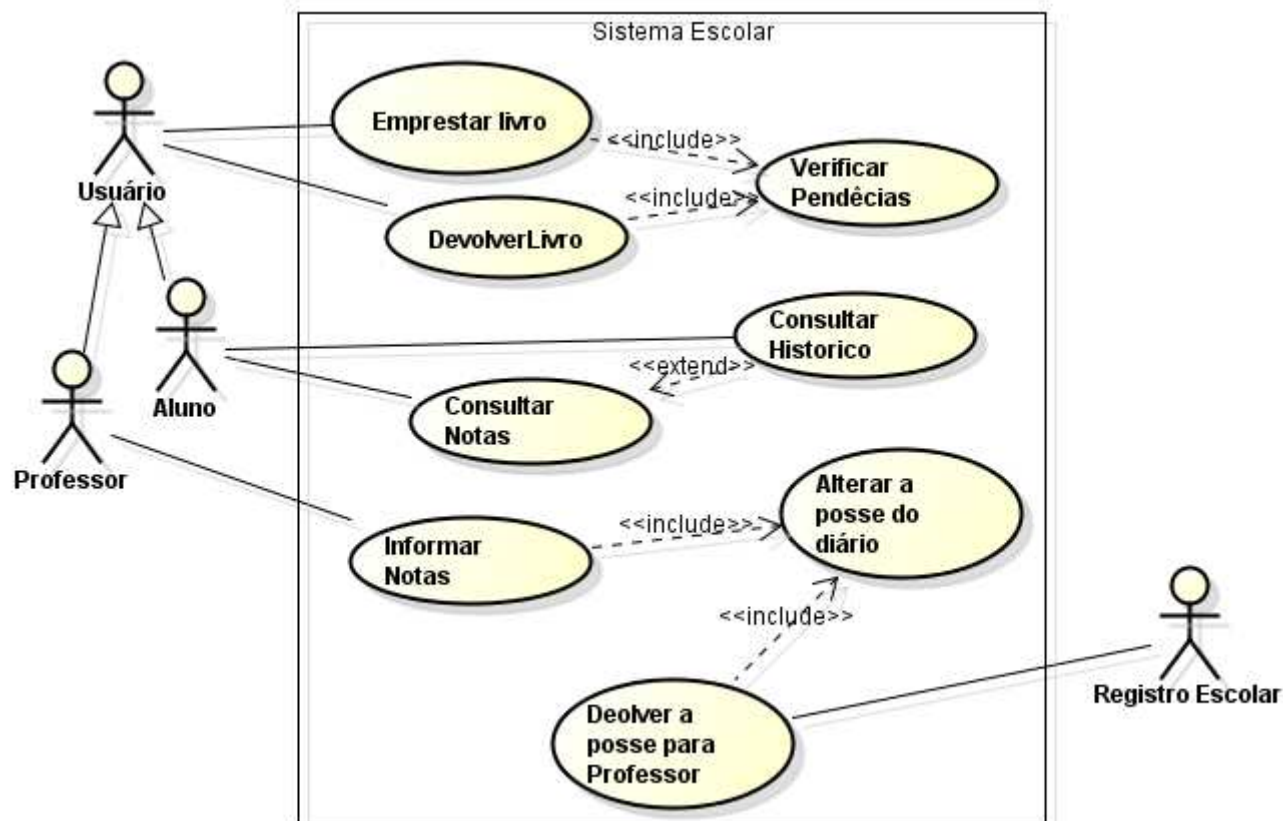 Sistema Escolar
Emprestar livro
<<include>>
Verificar
Pendêcias
Usuário
<<include>>
DevolverLivro
Consultar
Historico
<<extend>>
Aluno
Consultar
Notas
Professor
Alterar a
posse do
diário
<<include>>
Informar
Notas
<<include>>
Registro Escolar
Deolver a
posse para
Professor